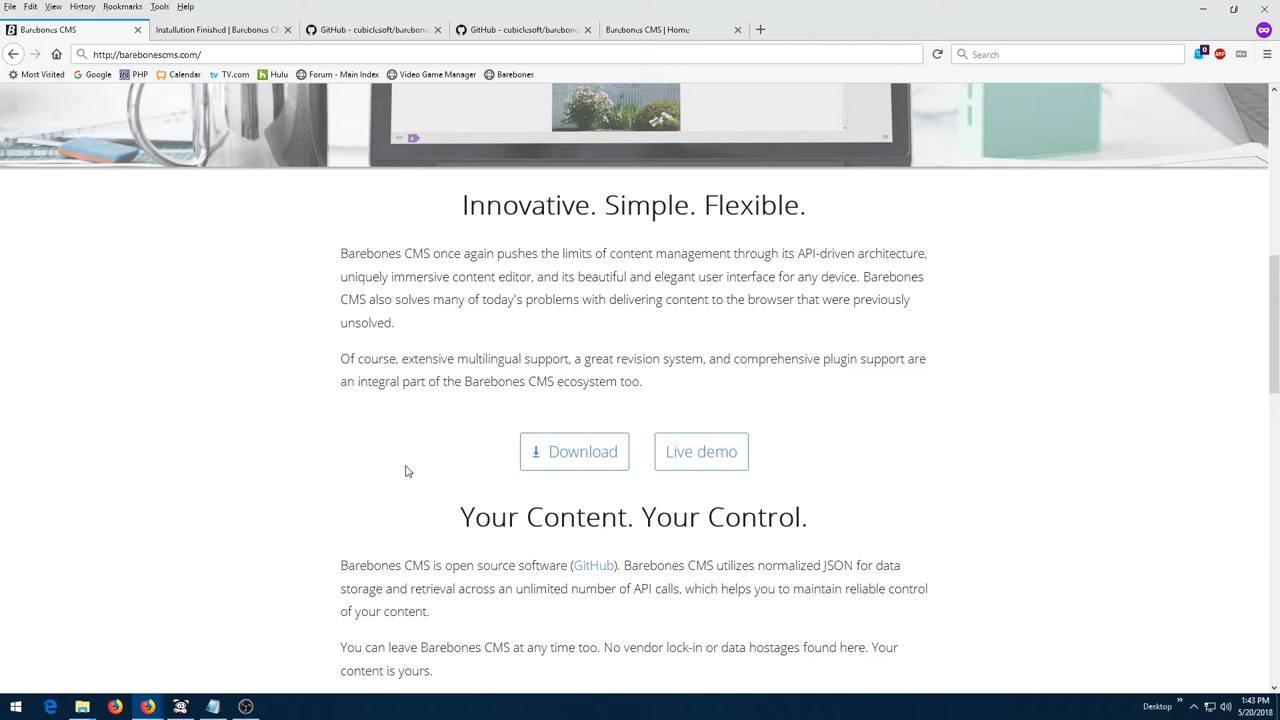 File Edit View History Bookmarks Tools Help
Barebones CMS
Installation Finished | Barebones C
GitHub - cubiclesoft/barebone
GitHub - cubiclesoft/barebone
Barebones CMS | Home
http://barebonescms.com/
Search
0
ABP
Most Visited Google PHP Calendar tv TV.com h Hulu Forum - Main Index Video Game Manager Barebones
Innovative. Simple. Flexible.
Barebones CMS once again pushes the limits of content management through its API-driven architecture,
uniquely immersive content editor, and its beautiful and elegant user interface for any device. Barebones
CMS also solves many of today's problems with delivering content to the browser that were previously
unsolved.
Of course, extensive multilingual support, a great revision system, and comprehensive plugin support are
an integral part of the Barebones CMS ecosystem too.
Download
Live demo
Your Content. Your Control.
Barebones CMS is open source software (GitHub). Barebones CMS utilizes normalized JSON for data
storage and retrieval across an unlimited number of API calls, which helps you to maintain reliable control
of your content.
You can leave Barebones CMS at any time too. No vendor lock-in or data hostages found here. Your
content is yours.
Desktop
1:43 PM
5/20/2018